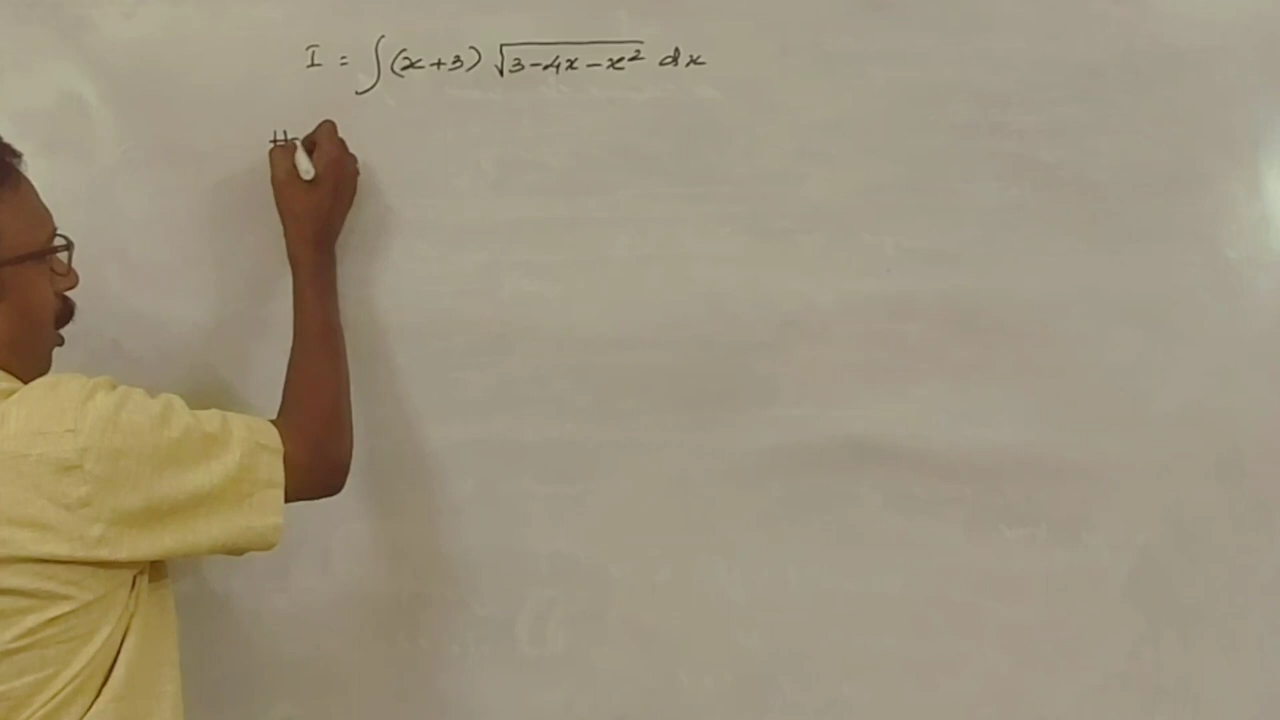 I = ∫(x+3) √(3-4x-x²) dx
H